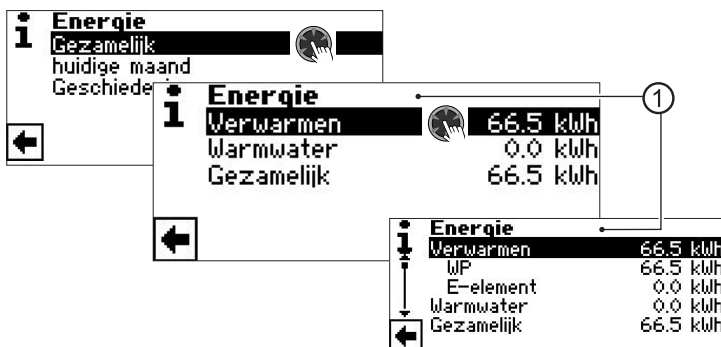 Energie
Gezamelijk
huidige maand
Energie
Verwarmen 66.5 kWh
Warmwater 0.0 kWh
Gezamelijk 66.5 kWh
1
Energie
Verwarmen 66.5 kWh
WP 66.5 kWh
E-element 0.0 kWh
Warmwater 0.0 kWh
Gezamelijk 66.5 kWh